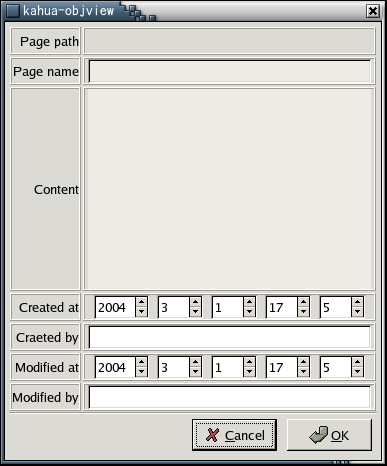 kahua-objview
Page path
Page name
Content
Created at 2004 3 1 17 5
Craeted by
Modified at 2004 3 1 17 5
Modified by
Cancel OK